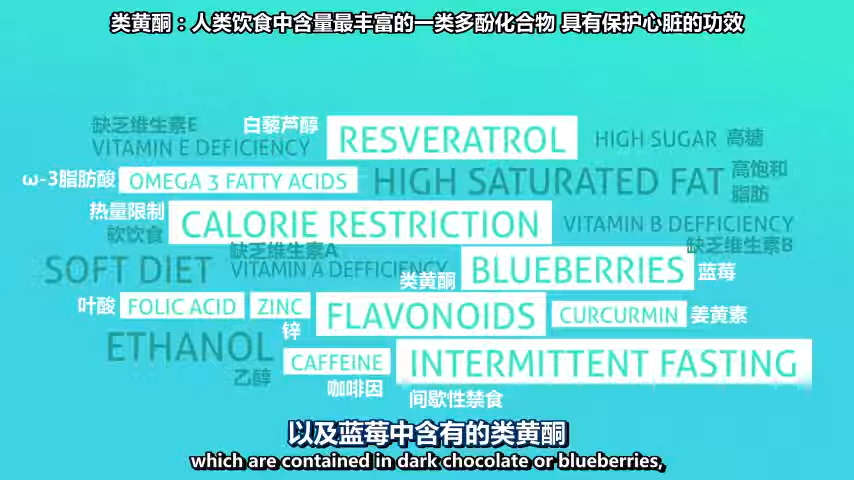 类黄酮：人类饮食中含量最丰富的一类多酚化合物 具有保护心脏的功效
缺乏维生素E
VITAMIN E DEFICIENCY
白藜芦醇
RESVERATROL
HIGH SUGAR 高糖
ω-3脂肪酸
OMEGA 3 FATTY ACIDS
HIGH SATURATED FAT
高饱和
脂肪
热量限制
CALORIE RESTRICTION
VITAMIN B DEFFICIENCY
缺乏维生素B
软饮食
SOFT DIET
缺乏维生素A
VITAMIN A DEFFICIENCY
类黄酮
BLUEBERRIES
蓝莓
叶酸
FOLIC ACID
ZINC
锌
FLAVONOIDS
CURCURMIN
姜黄素
ETHANOL
乙醇
CAFFEINE
咖啡因
INTERMITTENT FASTING
间歇性禁食
以及蓝莓中含有的类黄酮
which are contained in dark chocolate or blueberries,